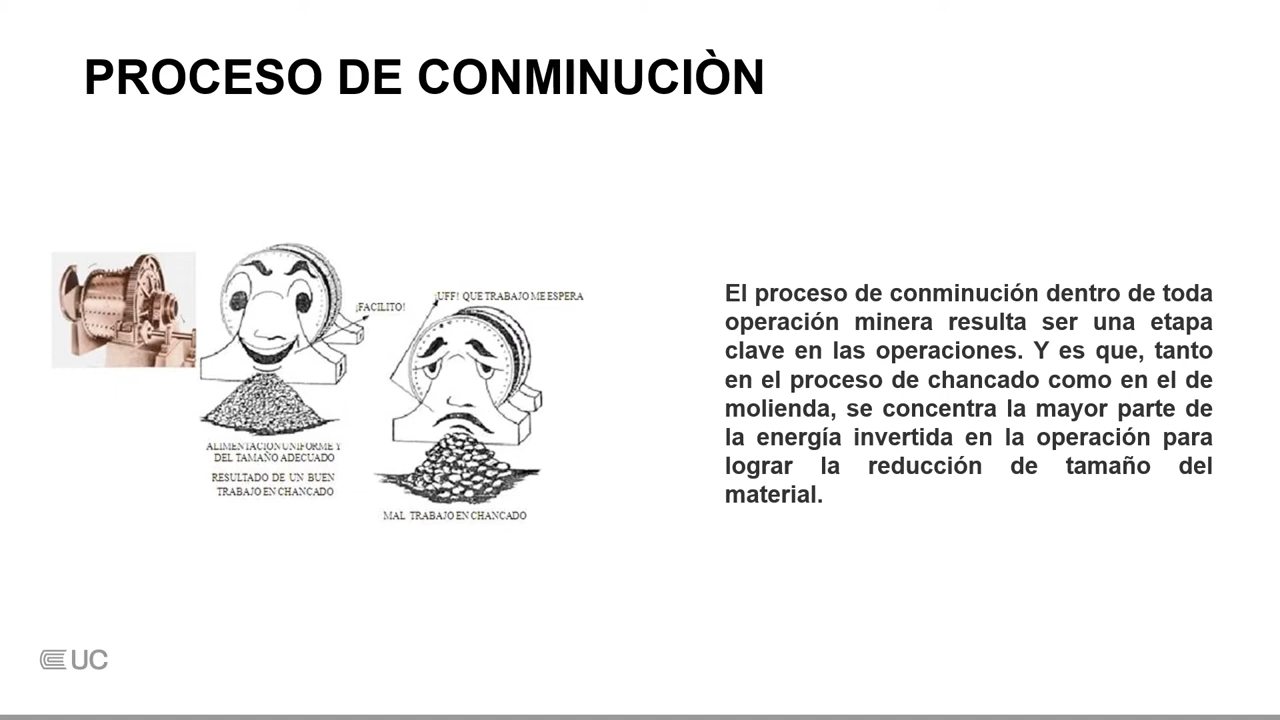 PROCESO DE CONMINUCIÒN
¡FACILITO!
¡UFF! QUE TRABAJO ME ESPERA
ALIMENTACION UNIFORME Y
DEL TAMAÑO ADECUADO
RESULTADO DE UN BUEN
TRABAJO EN CHANCADO
MAL TRABAJO EN CHANCADO
El proceso de conminución dentro de toda
operación minera resulta ser una etapa
clave en las operaciones. Y es que, tanto
en el proceso de chancado como en el de
molienda, se concentra la mayor parte de
la energía invertida en la operación para
lograr la reducción de tamaño del
material.
UC